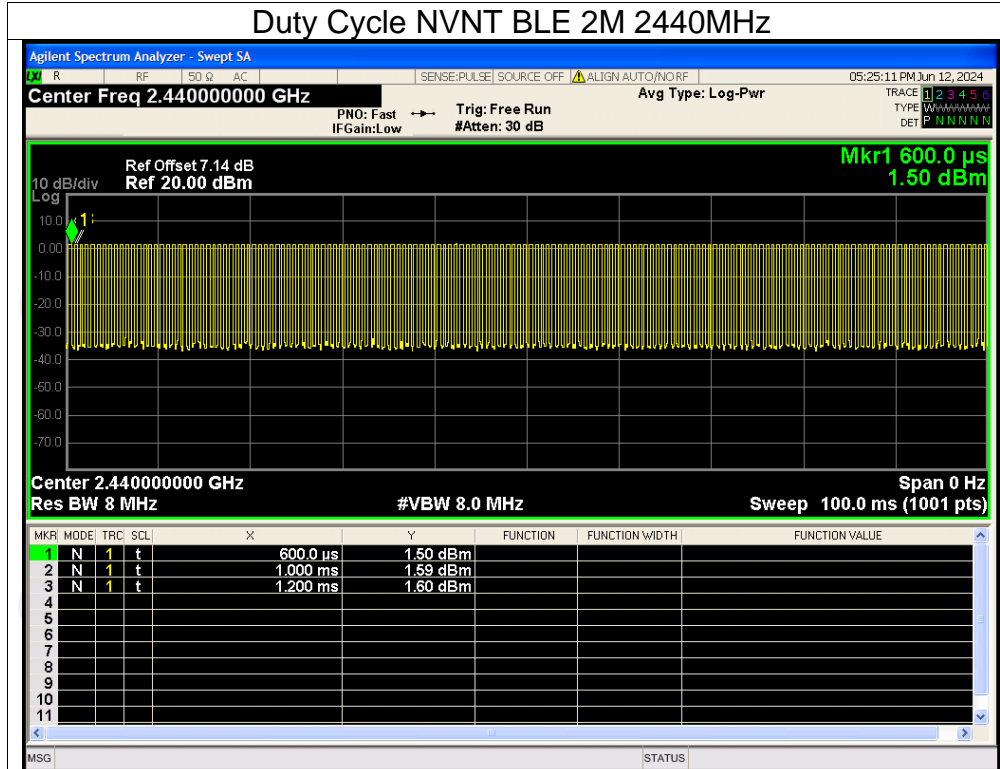 Duty Cycle NVNT BLE 2M 2440MHz
Agilent Spectrum Analyzer - Swept SA
LXI R RF 50 Ω AC SENSE:PULSE SOURCE OFF ALIGN AUTO/NO RF 05:25:11 PM Jun 12, 2024
Center Freq 2.440000000 GHz Avg Type: Log-Pwr TRACE 1 2 3 4 5 6
PNO: Fast Trig: Free Run TYPE WWWWWW
IFGain:Low #Atten: 30 dB DET P N N N N N
Mkr1 600.0 µs
Ref Offset 7.14 dB
10 dB/div Ref 20.00 dBm 1.50 dBm
Log
10.0
1
0.00
-10.0
-20.0
-30.0
-40.0
-50.0
-60.0
-70.0
Center 2.440000000 GHz Span 0 Hz
Res BW 8 MHz #VBW 8.0 MHz Sweep 100.0 ms (1001 pts)
MKR MODE TRC SCL X Y FUNCTION FUNCTION WIDTH FUNCTION VALUE
1 N 1 t 600.0 µs 1.50 dBm
2 N 1 t 1.000 ms 1.59 dBm
3 N 1 t 1.200 ms 1.60 dBm
4
5
6
7
8
9
10
11
MSG STATUS